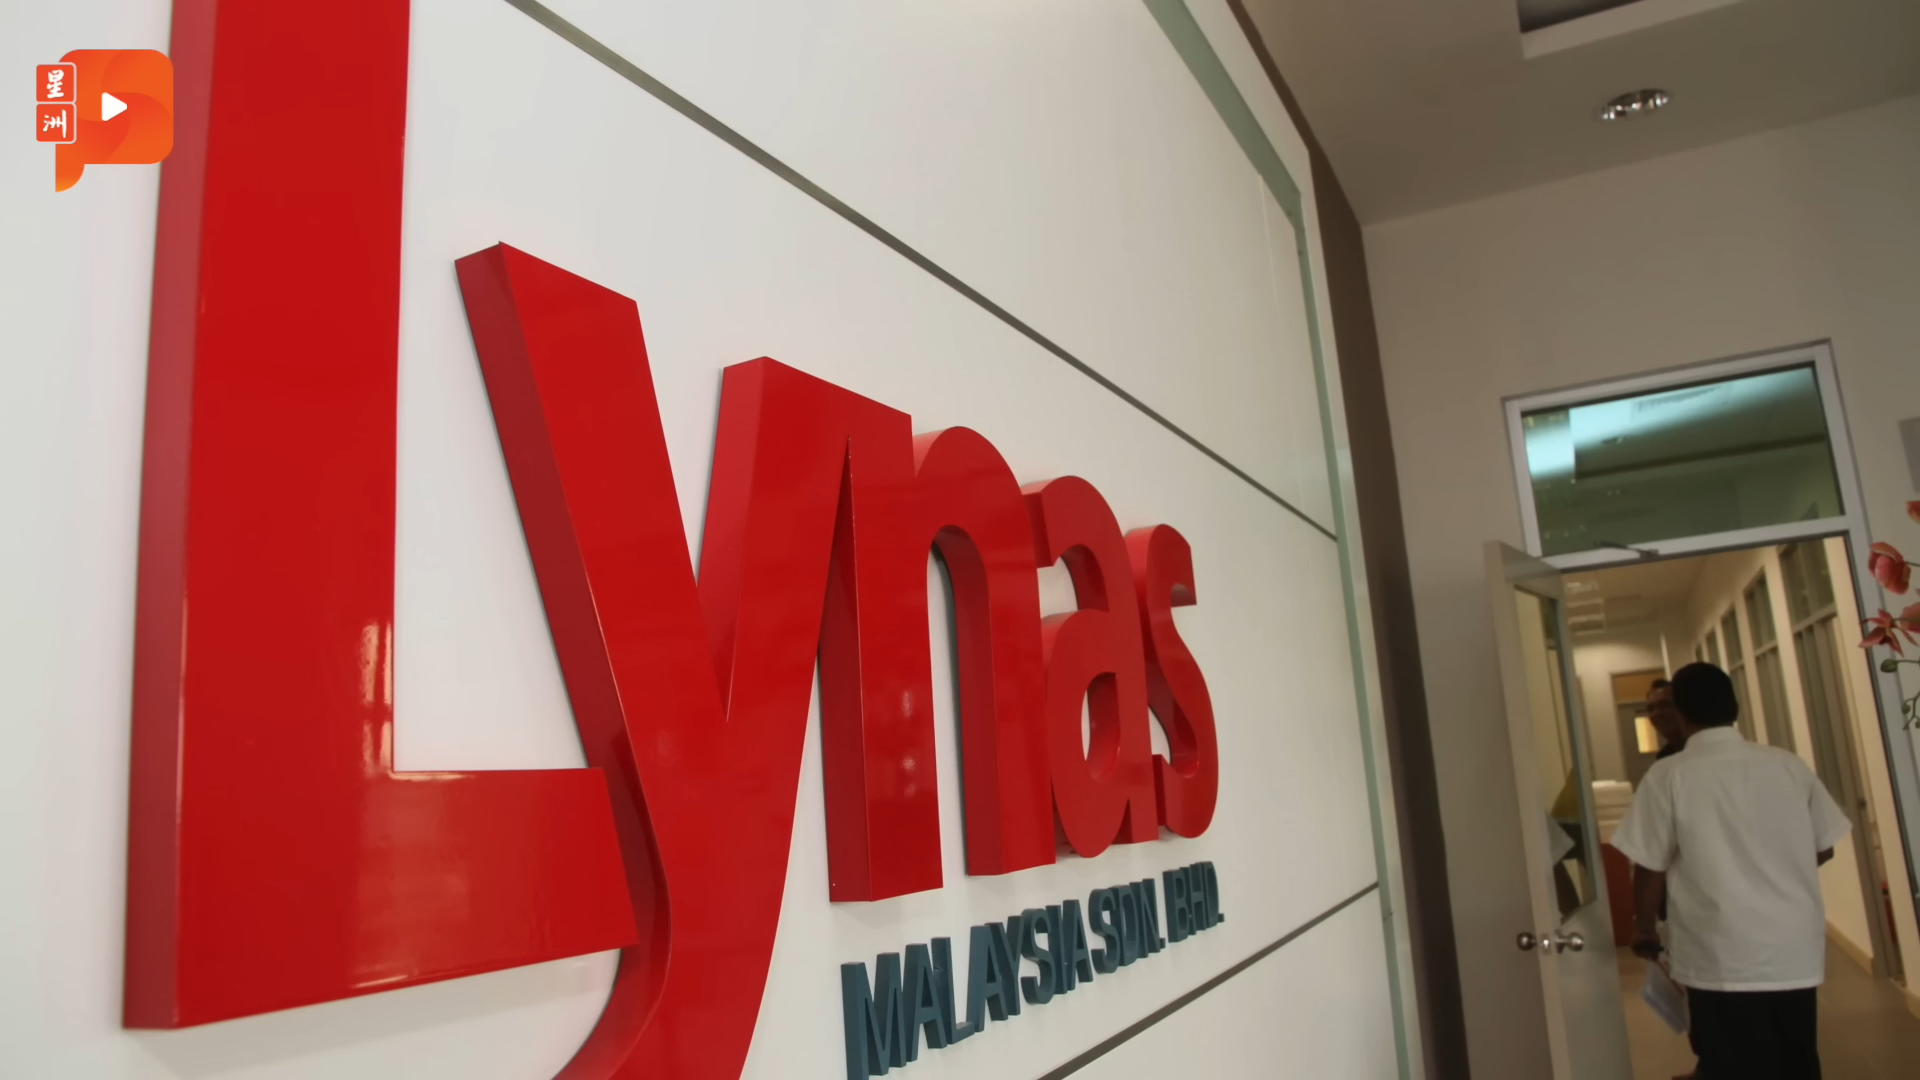 星
洲
Lynas
MALAYSIA SDN. BHD.